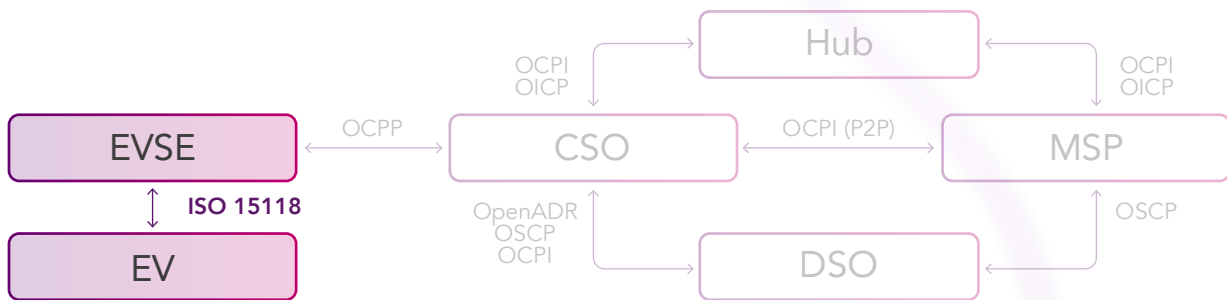 Hub
OCPI
OICP
OCPI
OICP
EVSE
OCPP
CSO
OCPI (P2P)
MSP
ISO 15118
OpenADR
OSCP
OCPI
OSCP
EV
DSO